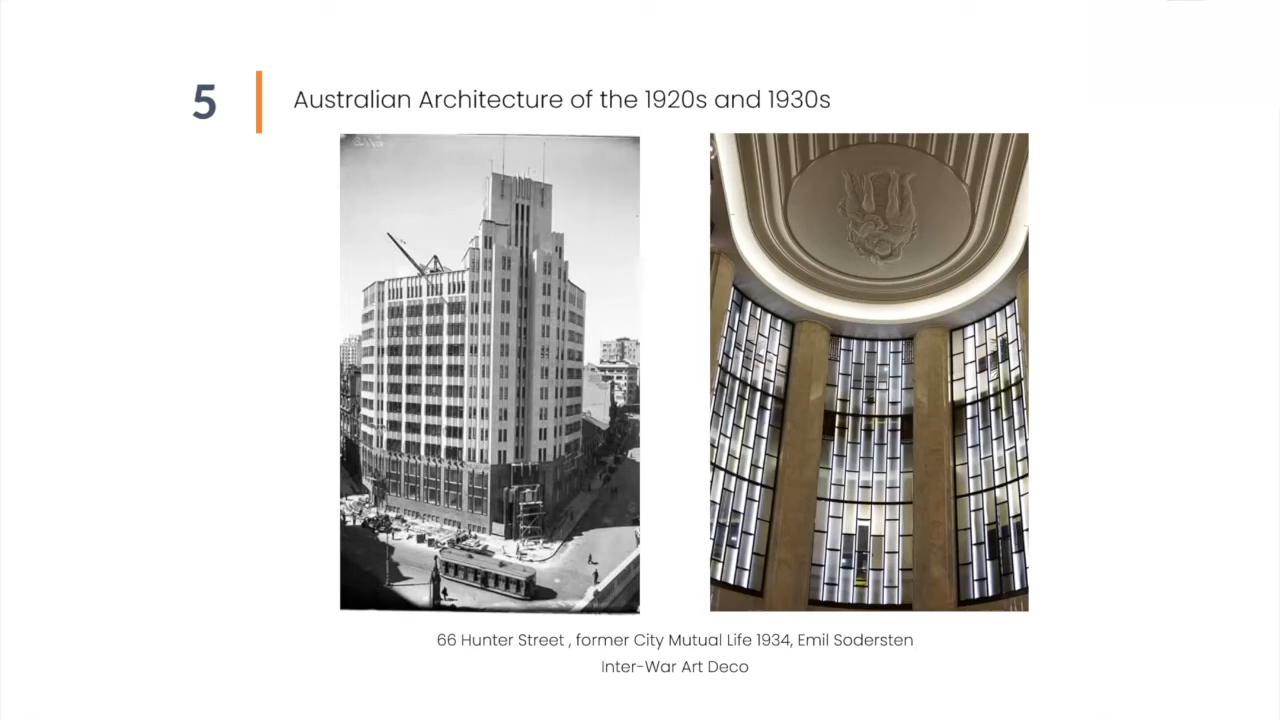 5
Australian Architecture of the 1920s and 1930s
66 Hunter Street , former City Mutual Life 1934, Emil Sodersten
Inter-War Art Deco